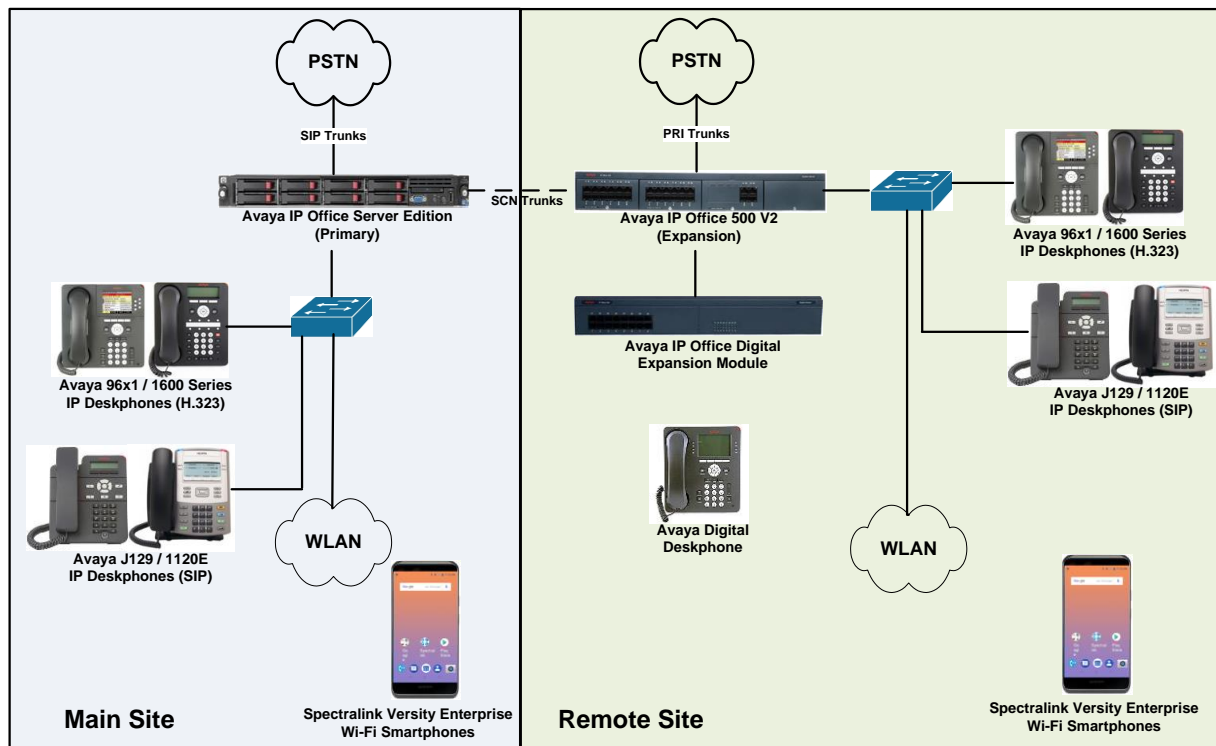 PSTN
SIP Trunks
Avaya IP Office Server Edition
(Primary)
SCN Trunks
Avaya 96x1 / 1600 Series
IP Deskphones (H.323)
Avaya J129 / 1120E
IP Deskphones (SIP)
WLAN
Main Site
Spectralink Versity Enterprise
Wi-Fi Smartphones
PSTN
PRI Trunks
Avaya IP Office 500 V2
(Expansion)
Avaya IP Office Digital
Expansion Module
Avaya 96x1 / 1600 Series
IP Deskphones (H.323)
Avaya J129 / 1120E
IP Deskphones (SIP)
Avaya Digital
Deskphone
WLAN
Remote Site
Spectralink Versity Enterprise
Wi-Fi Smartphones